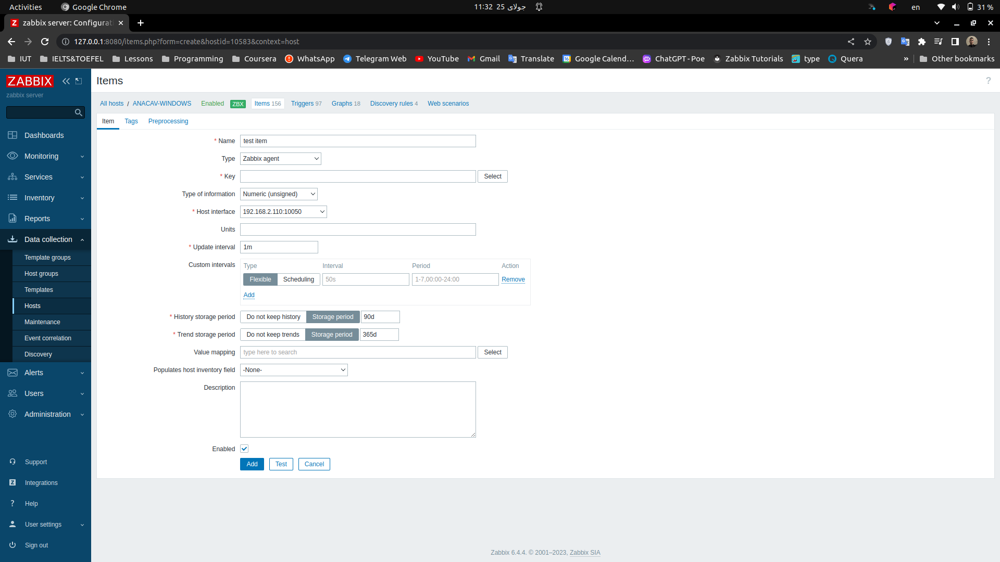 Activities
Google Chrome
11:32 25 جولای
en
31 %
zabbix server: Configurat
127.0.0.1:8080/items.php?form=create&hostid=10583&context=host
IUT
IELTS&TOEFEL
Lessons
Programming
Coursera
WhatsApp
Telegram Web
YouTube
Gmail
Translate
Google Calend…
ChatGPT - Poe
Zabbix Tutorials
type
Quera
»
Other bookmarks
ZABBIX
zabbix server
Dashboards
Monitoring
Services
Inventory
Reports
Data collection
Template groups
Host groups
Templates
Hosts
Maintenance
Event correlation
Discovery
Alerts
Users
Administration
Support
Integrations
Help
User settings
Sign out
Items
?
All hosts / ANACAV-WINDOWS Enabled ZBX Items 156 Triggers 97 Graphs 18 Discovery rules 4 Web scenarios
Item Tags Preprocessing
* Name test item
Type Zabbix agent
* Key Select
Type of information Numeric (unsigned)
* Host interface 192.168.2.110:10050
Units
* Update interval 1m
Custom intervals Type Interval Period Action
Flexible Scheduling 50s 1-7,00:00-24:00 Remove
Add
* History storage period Do not keep history Storage period 90d
* Trend storage period Do not keep trends Storage period 365d
Value mapping type here to search Select
Populates host inventory field -None-
Description
Enabled
Add Test Cancel
Zabbix 6.4.4. © 2001–2023, Zabbix SIA